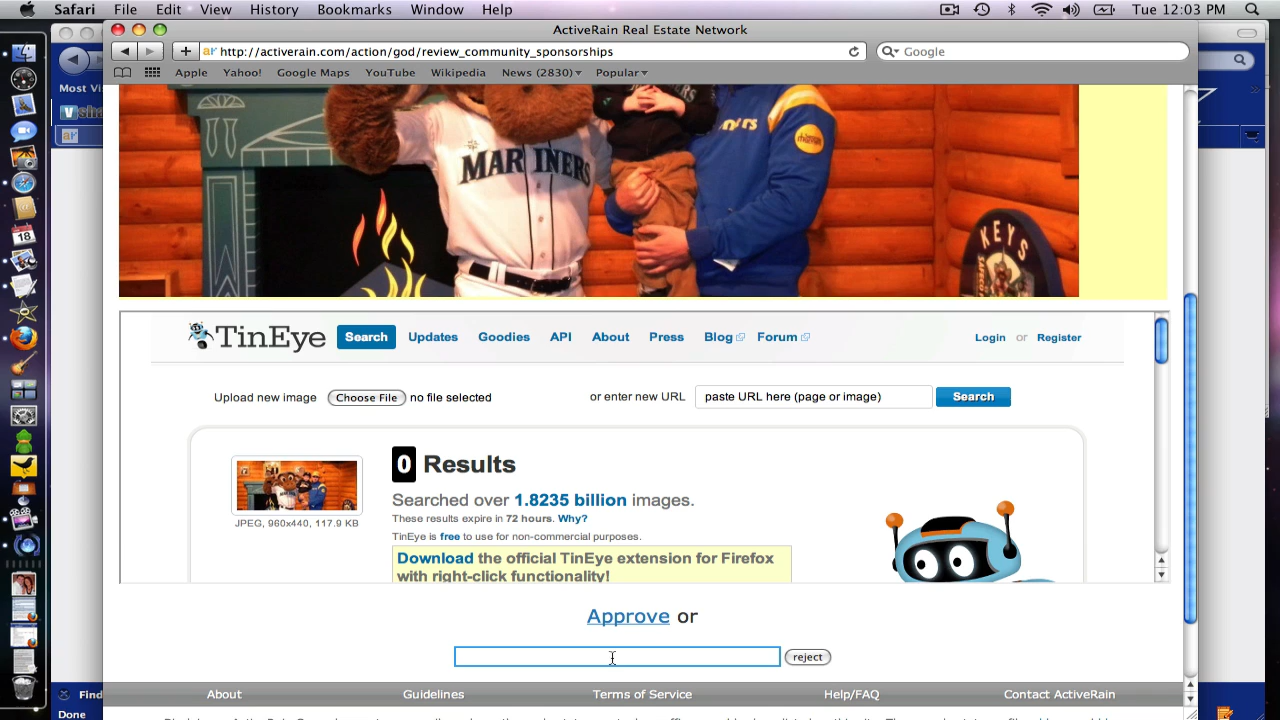 Safari File Edit View History Bookmarks Window Help Tue 12:03 PM
ActiveRain Real Estate Network
http://activerain.com/action/god/review_community_sponsorships Google
Apple Yahoo! Google Maps YouTube Wikipedia News (2830) Popular
Most Vi
MARINERS
KEYS
TinEye Search Updates Goodies API About Press Blog Forum Login or Register
Upload new image Choose File no file selected or enter new URL paste URL here (page or image) Search
0 Results
Searched over 1.8235 billion images.
These results expire in 72 hours. Why?
JPEG, 960x440, 117.9 KB
TinEye is free to use for non-commercial purposes.
Download the official TinEye extension for Firefox
with right-click functionality!
Approve or
reject
Find
About Guidelines Terms of Service Help/FAQ Contact ActiveRain
Done
18